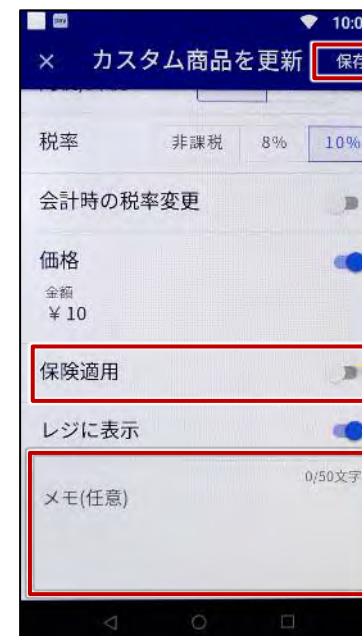 pay 10:0
× カスタム商品を更新 保存
税率 非課税 8% 10%
会計時の税率変更
価格
金額
¥ 10
保険適用
レジに表示
0/50文字
メモ(任意)